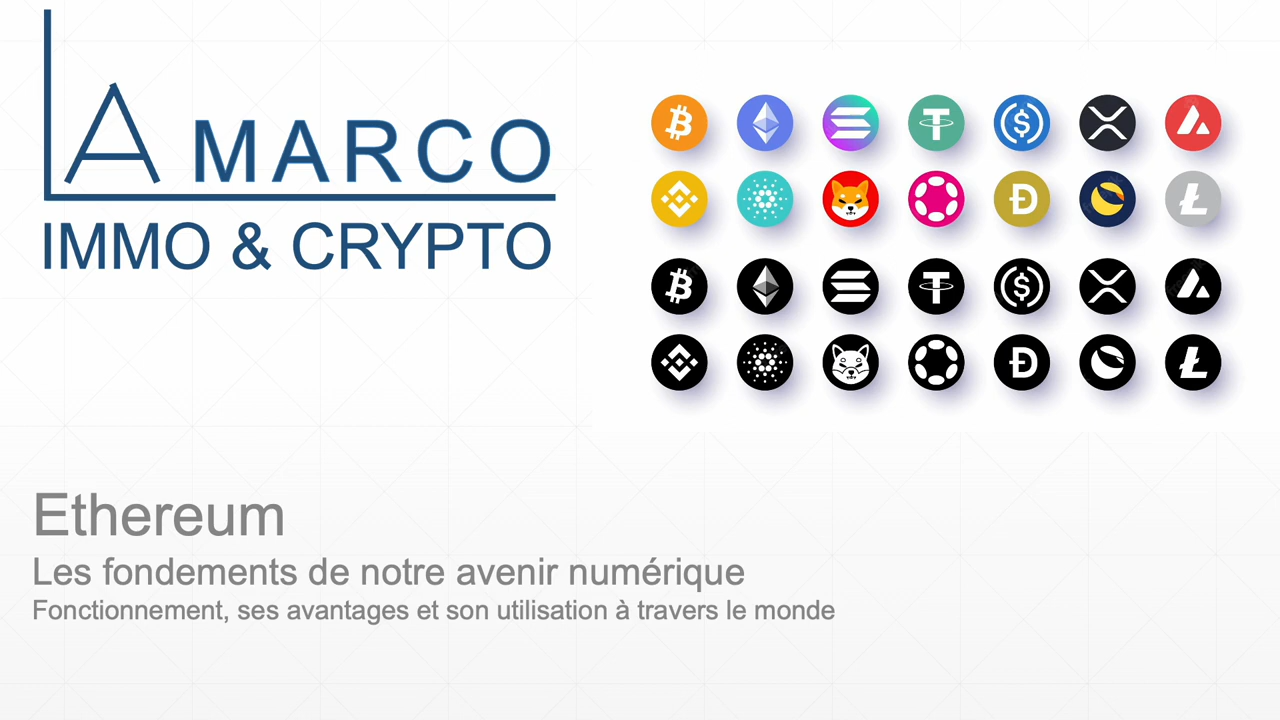 A MARCO
IMMO & CRYPTO
Ethereum
Les fondements de notre avenir numérique
Fonctionnement, ses avantages et son utilisation à travers le monde